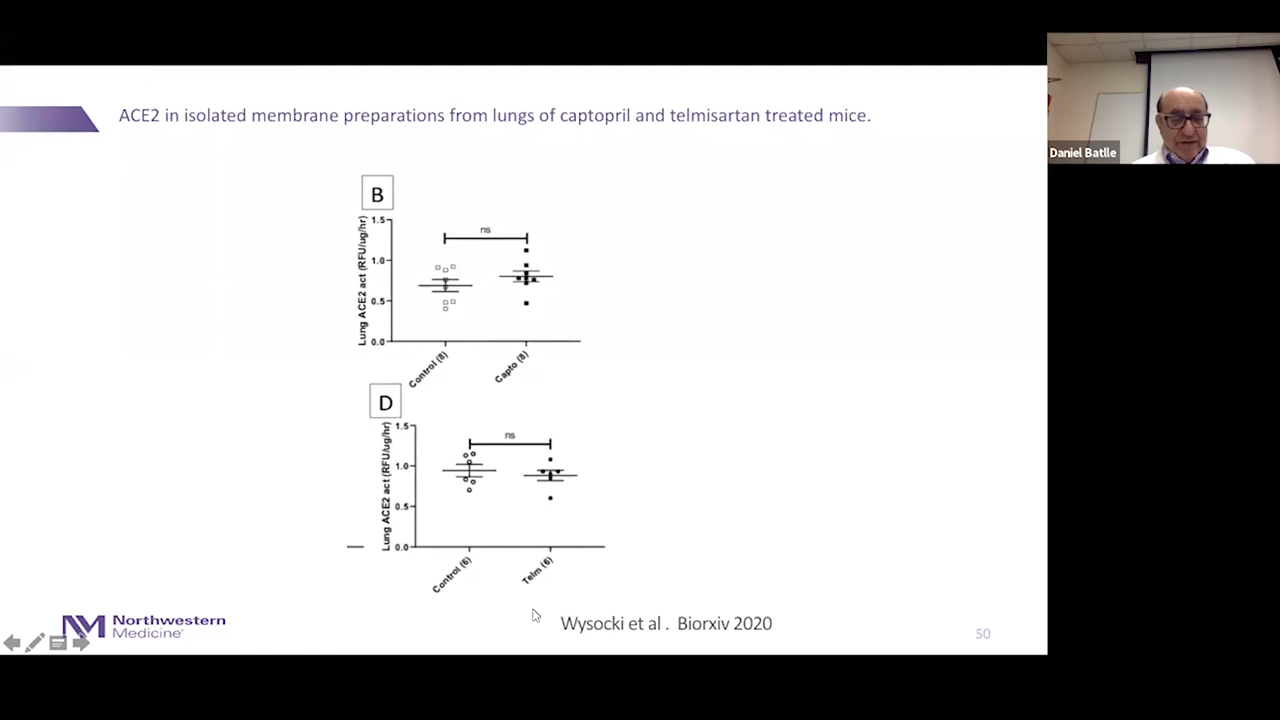 ACE2 in isolated membrane preparations from lungs of captopril and telmisartan treated mice.
Daniel Batlle
B
Lung ACE2 act (RFU/ug/hr)
1.5
1.0
0.5
0.0
ns
Control (8)
Capto (8)
D
Lung ACE2 act (RFU/ug/hr)
1.5
1.0
0.5
0.0
ns
Control (6)
Telm (6)
NM Northwestern
Medicine®
Wysocki et al . Biorxiv 2020
50